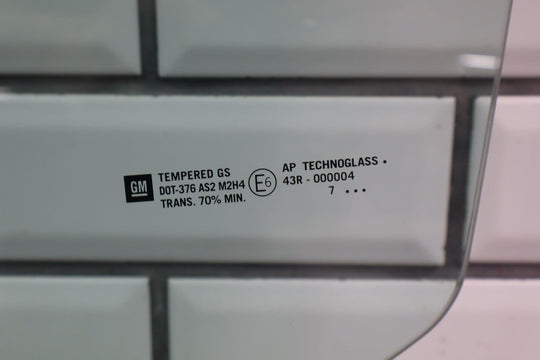 GM
TEMPERED GS
DOT-376 AS2 M2H4
TRANS. 70% MIN.
E6
AP TECHNOGLASS •
43R - 000004
7 •••